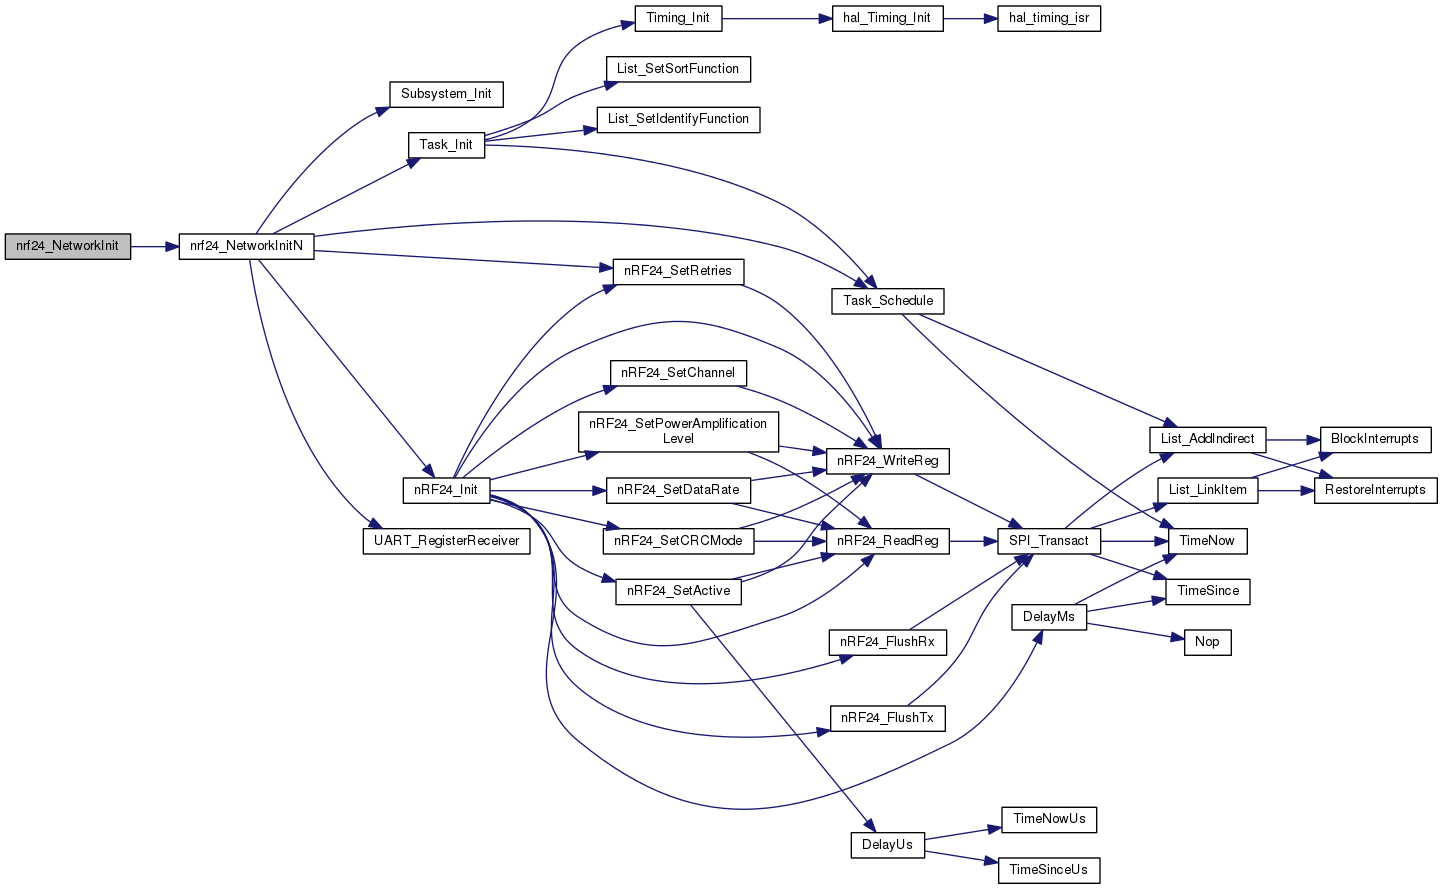 Timing_Init
hal_Timing_Init
hal_timing_isr
List_SetSortFunction
Subsystem_Init
List_SetIdentifyFunction
Task_Init
nrf24_NetworkInit
nrf24_NetworkInitN
nRF24_SetRetries
Task_Schedule
nRF24_SetChannel
nRF24_SetPowerAmplification
Level
List_AddIndirect
BlockInterrupts
nRF24_WriteReg
nRF24_Init
nRF24_SetDataRate
List_LinkItem
RestoreInterrupts
UART_RegisterReceiver
nRF24_SetCRCMode
nRF24_ReadReg
SPI_Transact
TimeNow
nRF24_SetActive
TimeSince
DelayMs
nRF24_FlushRx
Nop
nRF24_FlushTx
TimeNowUs
DelayUs
TimeSinceUs